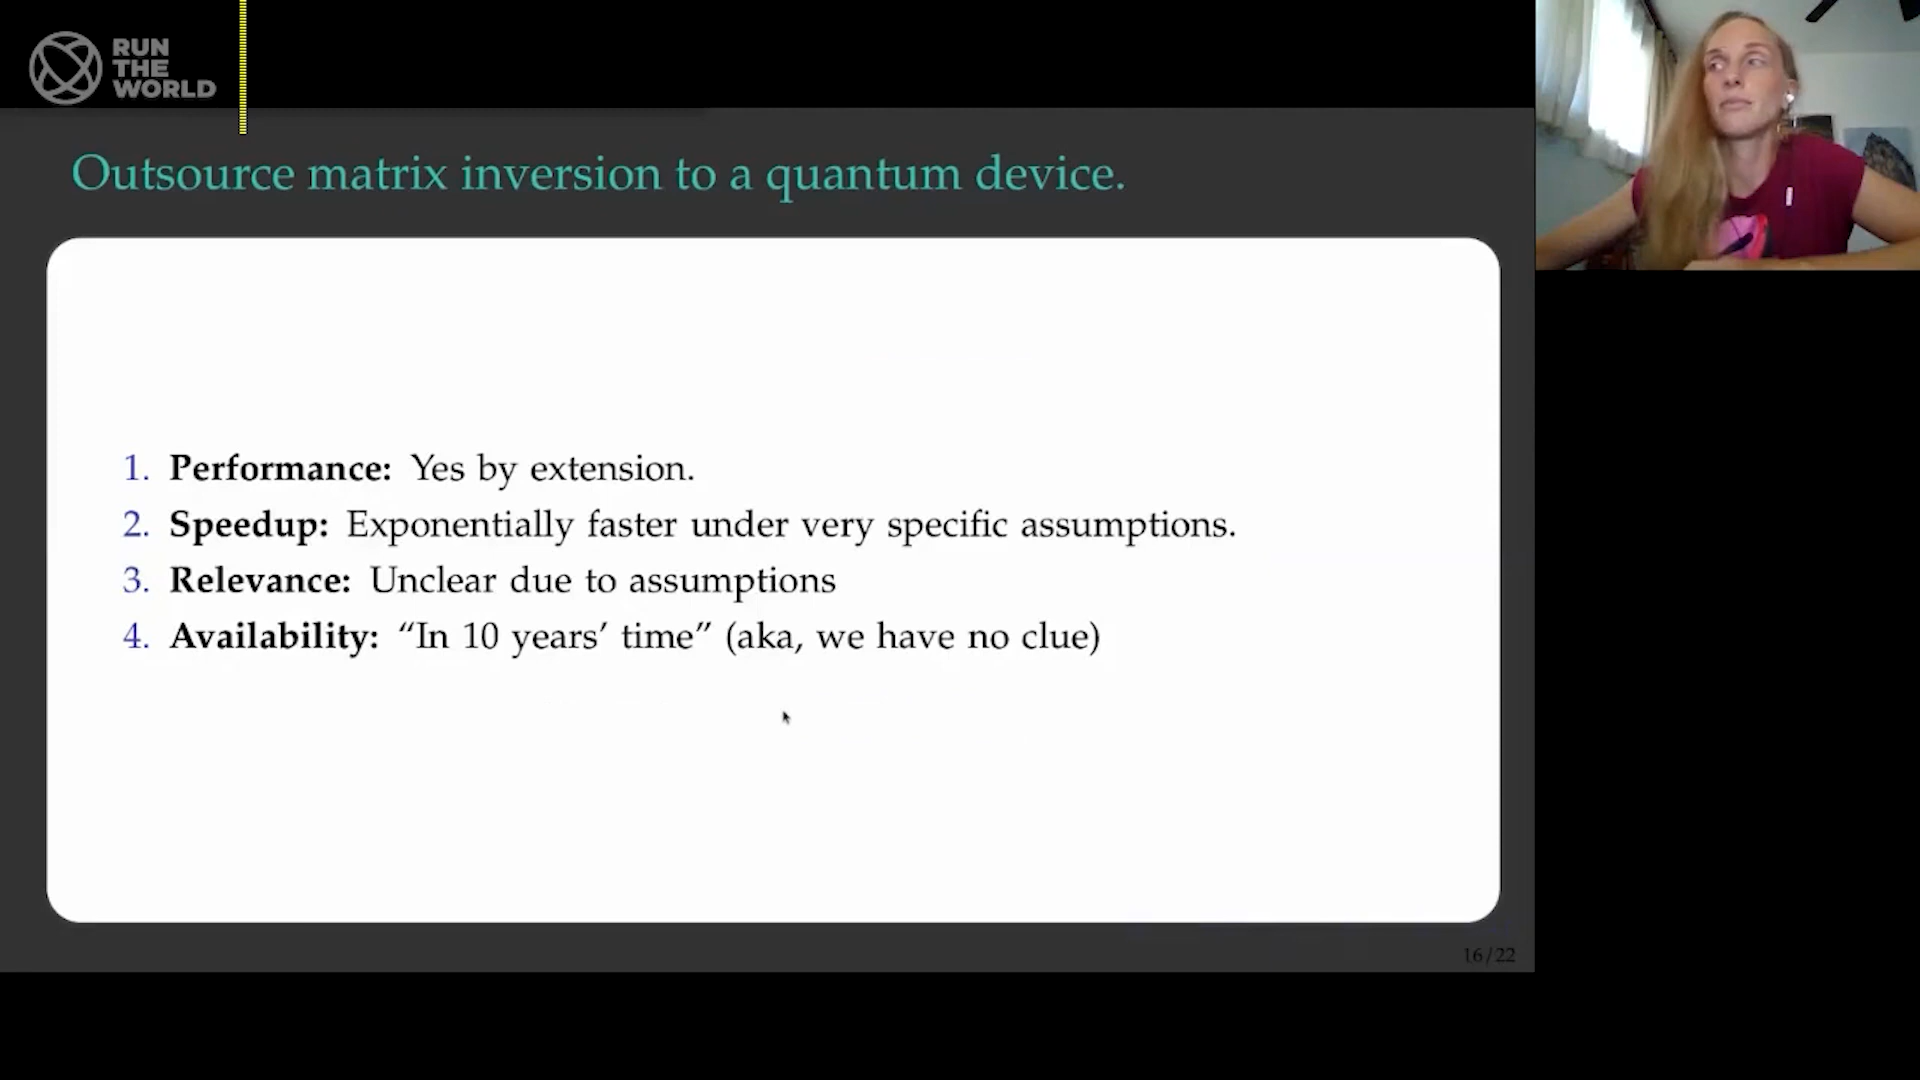 RUN
THE
WORLD
Outsource matrix inversion to a quantum device.
1. Performance: Yes by extension.
2. Speedup: Exponentially faster under very specific assumptions.
3. Relevance: Unclear due to assumptions
4. Availability: “In 10 years’ time” (aka, we have no clue)
16/22